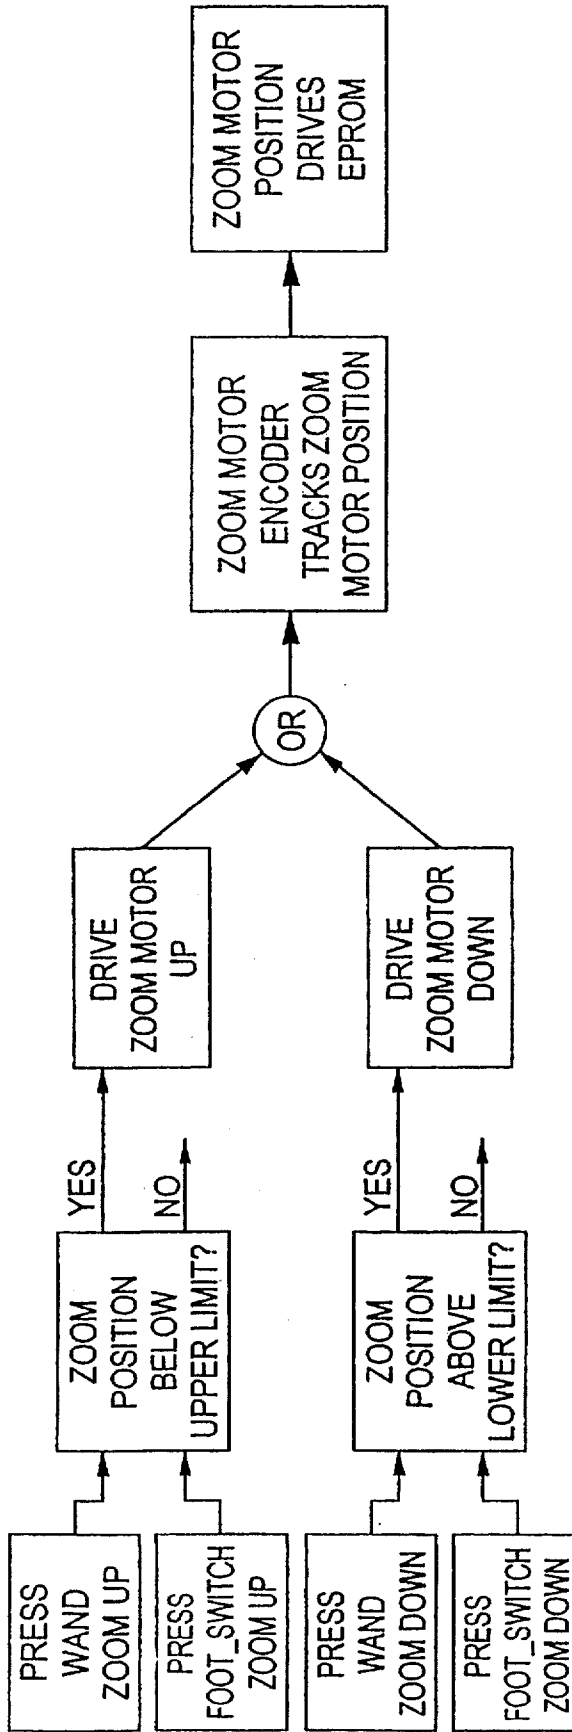 PRESS
WAND
ZOOM UP
PRESS
FOOT_SWITCH
ZOOM UP
ZOOM
POSITION
BELOW
UPPER LIMIT?
YES
NO
DRIVE
ZOOM MOTOR
UP
PRESS
WAND
ZOOM DOWN
PRESS
FOOT_SWITCH
ZOOM DOWN
ZOOM
POSITION
ABOVE
LOWER LIMIT?
YES
NO
DRIVE
ZOOM MOTOR
DOWN
OR
ZOOM MOTOR
ENCODER
TRACKS ZOOM
MOTOR POSITION
ZOOM MOTOR
POSITION
DRIVES
EPROM